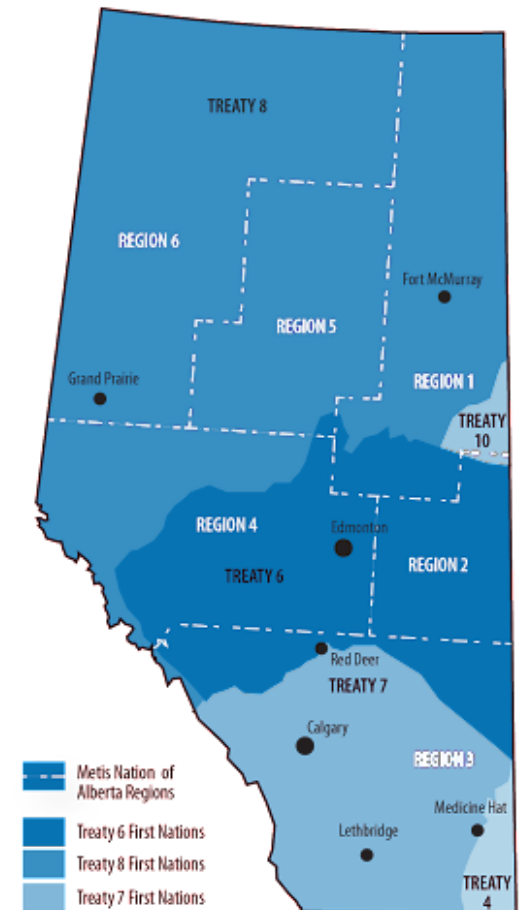 TREATY 8
REGION 6
Fort McMurray
REGION 5
Grand Prairie
REGION 1
TREATY
10
REGION 4
Edmonton
REGION 2
TREATY 6
Red Deer
TREATY 7
Calgary
REGION 3
Metis Nation of
Alberta Regions
Medicine Hat
Treaty 6 First Nations
Lethbridge
Treaty 8 First Nations
TREATY
4
Treaty 7 First Nations